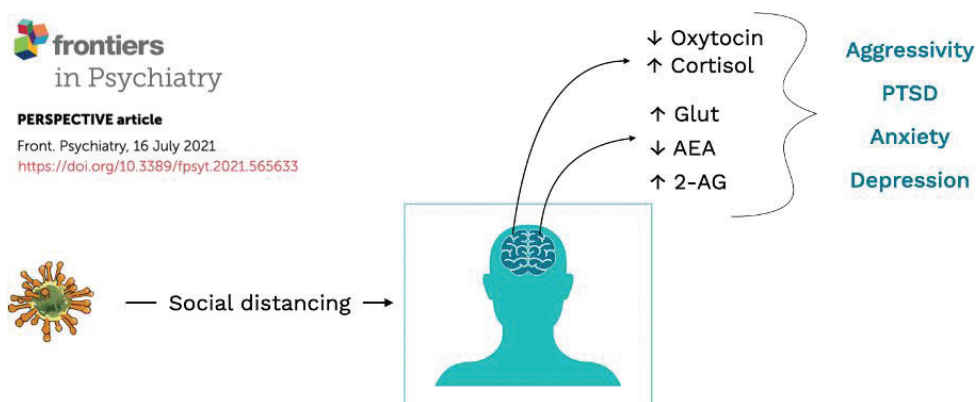 frontiers
in Psychiatry
PERSPECTIVE article
Front. Psychiatry, 16 July 2021
https://doi.org/10.3389/fpsyt.2021.565633
↓ Oxytocin
↑ Cortisol
↑ Glut
↓ AEA
↑ 2-AG
Aggressivity
PTSD
Anxiety
Depression
Social distancing